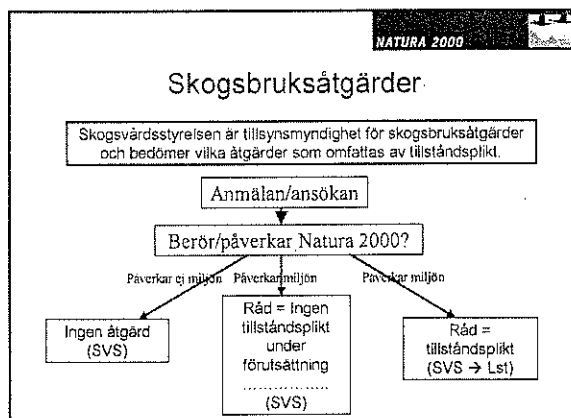 NATURA 2000
Skogsbruksåtgärder
Skogsvårdsstyrelsen är tillsynsmyndighet för skogsbruksåtgärder
och bedömer vilka åtgärder som omfattas av tillståndsplikt.
Anmälan/ansökan
Berör/påverkar Natura 2000?
Påverkar ej miljön
Påverkar miljön
Påverkar miljön
Ingen åtgärd
(SVS)
Råd = Ingen
tillståndsplikt
under
förutsättning
................
(SVS)
Råd =
tillståndsplikt
(SVS → Lst)